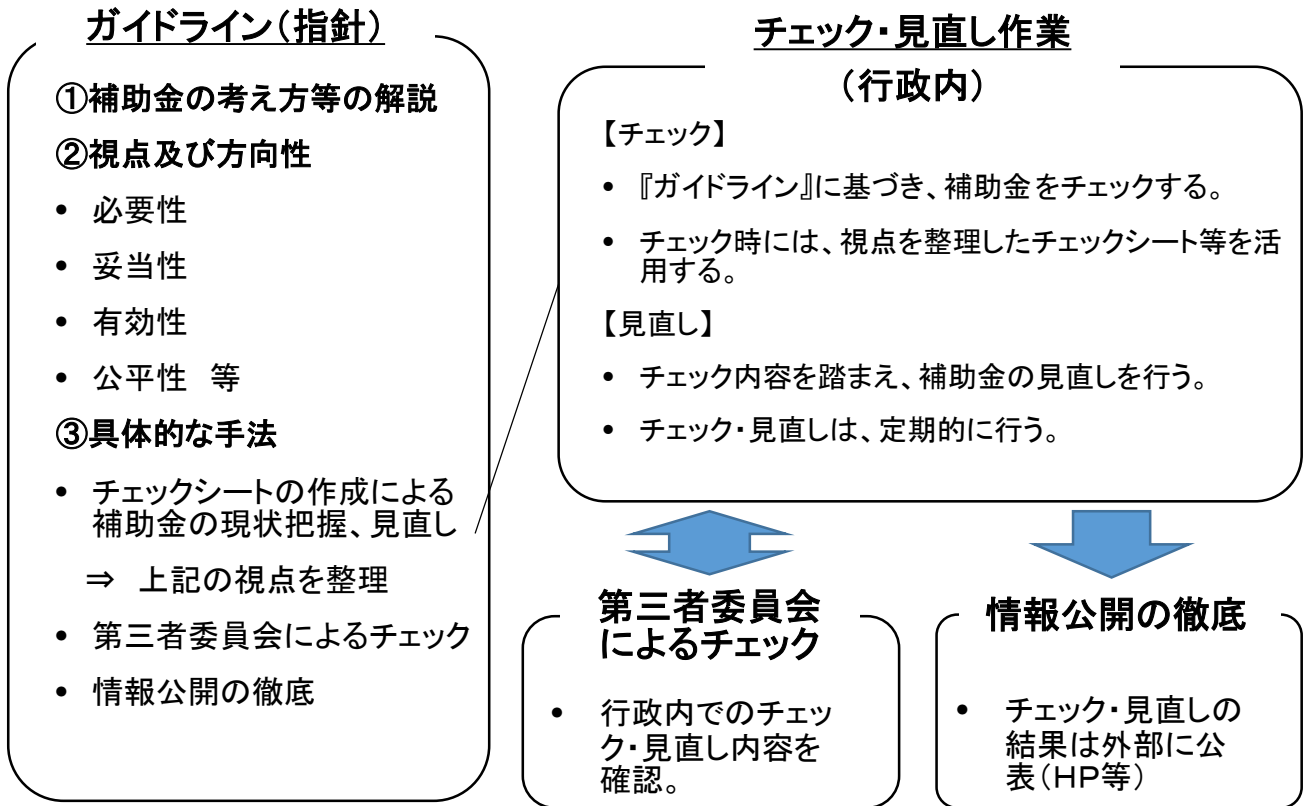 ガイドライン(指針)
①補助金の考え方等の解説
②視点及び方向性
• 必要性
• 妥当性
• 有効性
• 公平性 等
③具体的な手法
• チェックシートの作成による
補助金の現状把握、見直し
⇒ 上記の視点を整理
• 第三者委員会によるチェック
• 情報公開の徹底
チェック・見直し作業
(行政内)
【チェック】
• 『ガイドライン』に基づき、補助金をチェックする。
• チェック時には、視点を整理したチェックシート等を活
用する。
【見直し】
• チェック内容を踏まえ、補助金の見直しを行う。
• チェック・見直しは、定期的に行う。
第三者委員会
によるチェック
• 行政内でのチェッ
ク・見直し内容を
確認。
情報公開の徹底
• チェック・見直しの
結果は外部に公
表(HP等)